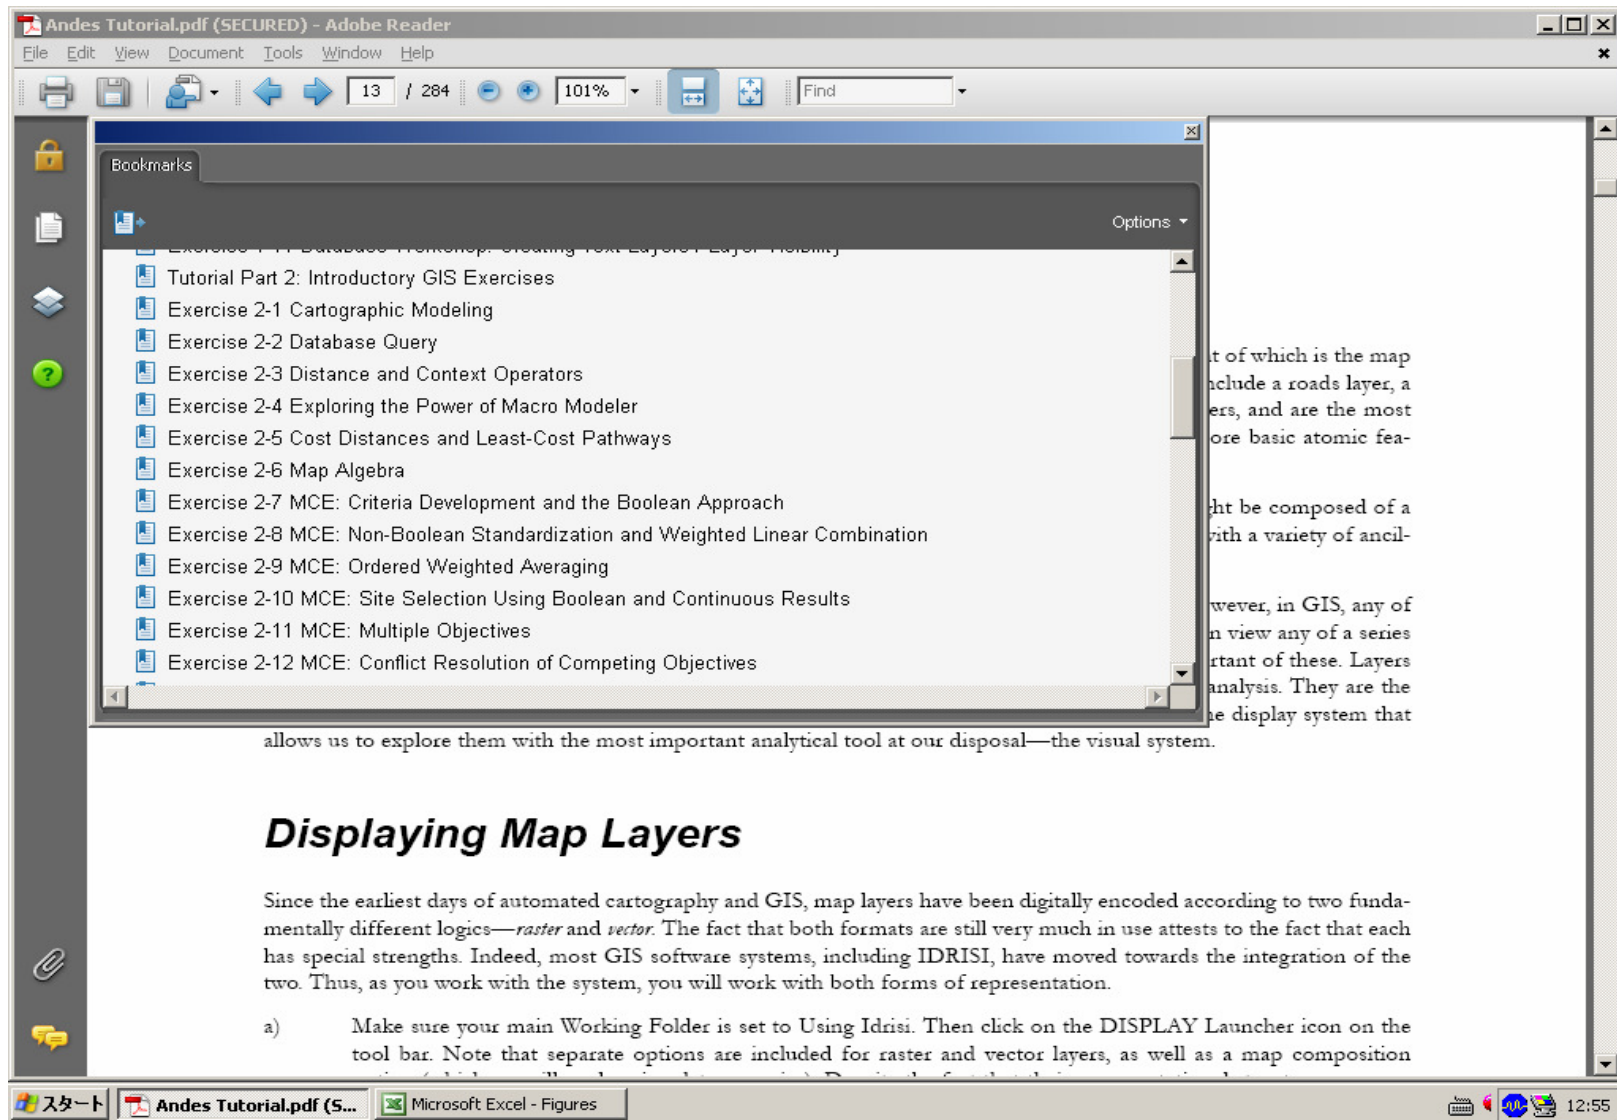 Andes Tutorial.pdf (SECURED) - Adobe Reader
File Edit View Document Tools Window Help
13 / 284 101% Find
Bookmarks
Options
Exercise 1-11 Database Workshop: Creating Text Layers / Layer Visibility
Tutorial Part 2: Introductory GIS Exercises
Exercise 2-1 Cartographic Modeling
Exercise 2-2 Database Query
Exercise 2-3 Distance and Context Operators
Exercise 2-4 Exploring the Power of Macro Modeler
Exercise 2-5 Cost Distances and Least-Cost Pathways
Exercise 2-6 Map Algebra
Exercise 2-7 MCE: Criteria Development and the Boolean Approach
Exercise 2-8 MCE: Non-Boolean Standardization and Weighted Linear Combination
Exercise 2-9 MCE: Ordered Weighted Averaging
Exercise 2-10 MCE: Site Selection Using Boolean and Continuous Results
Exercise 2-11 MCE: Multiple Objectives
Exercise 2-12 MCE: Conflict Resolution of Competing Objectives
t of which is the map
nclude a roads layer, a
ers, and are the most
ore basic atomic fea-
ght be composed of a
with a variety of ancil-
wever, in GIS, any of
n view any of a series
rtant of these. Layers
analysis. They are the
ne display system that
allows us to explore them with the most important analytical tool at our disposal—the visual system.
Displaying Map Layers
Since the earliest days of automated cartography and GIS, map layers have been digitally encoded according to two funda-
mentally different logics—raster and vector. The fact that both formats are still very much in use attests to the fact that each
has special strengths. Indeed, most GIS software systems, including IDRISI, have moved towards the integration of the
two. Thus, as you work with the system, you will work with both forms of representation.
a) Make sure your main Working Folder is set to Using Idrisi. Then click on the DISPLAY Launcher icon on the
tool bar. Note that separate options are included for raster and vector layers, as well as a map composition
スタート Andes Tutorial.pdf (S... Microsoft Excel - Figures 12:55